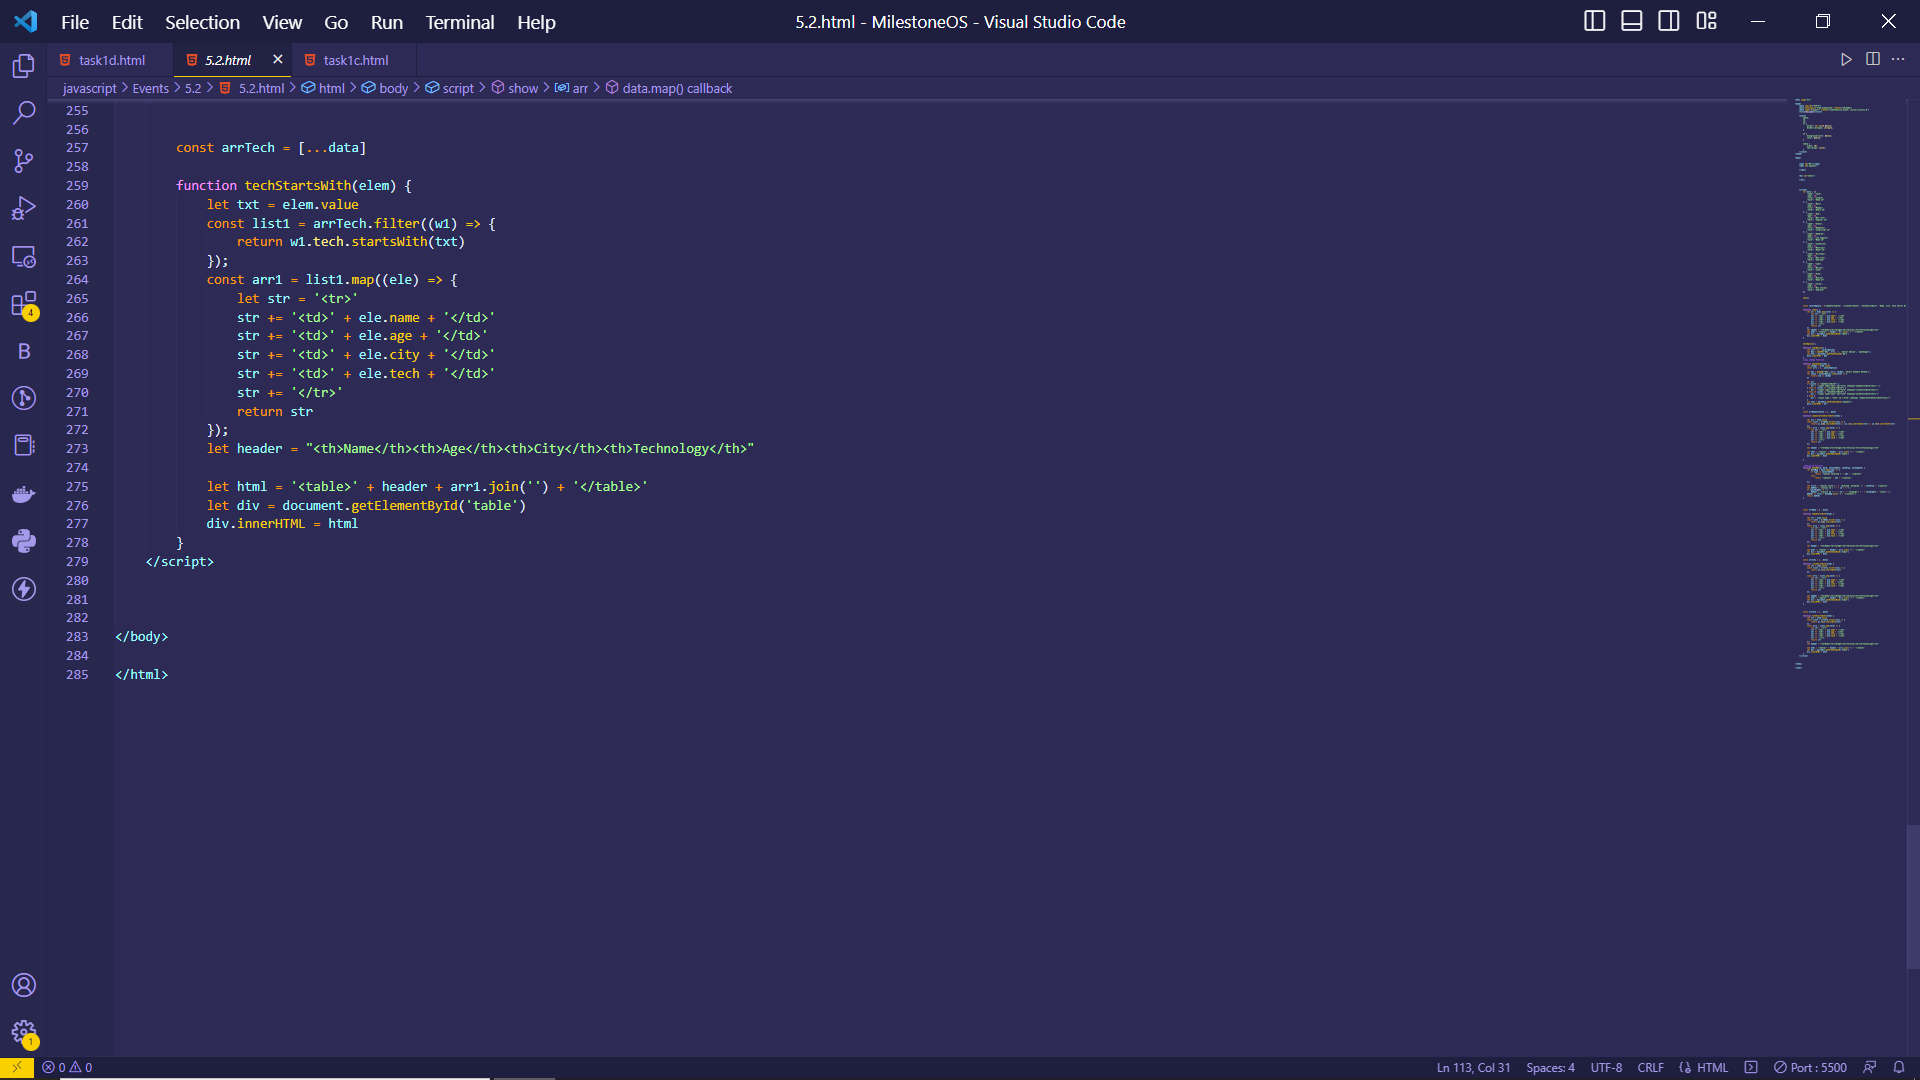 File Edit Selection View Go Run Terminal Help
5.2.html - MilestoneOS - Visual Studio Code
task1d.html 5.2.html task1c.html
javascript > Events > 5.2 > 5.2.html > html > body > script > show > arr > data.map() callback
255
256
257 const arrTech = [...data]
258
259 function techStartsWith(elem) {
260 let txt = elem.value
261 const list1 = arrTech.filter((w1) => {
262 return w1.tech.startsWith(txt)
263 });
264 const arr1 = list1.map((ele) => {
265 let str = '<tr>'
266 str += '<td>' + ele.name + '</td>'
267 str += '<td>' + ele.age + '</td>'
268 str += '<td>' + ele.city + '</td>'
269 str += '<td>' + ele.tech + '</td>'
270 str += '</tr>'
271 return str
272 });
273 let header = "<th>Name</th><th>Age</th><th>City</th><th>Technology</th>"
274
275 let html = '<table>' + header + arr1.join('') + '</table>'
276 let div = document.getElementById('table')
277 div.innerHTML = html
278 }
279 </script>
280
281
282
283 </body>
284
285 </html>
4
B
1
0 0
Ln 113, Col 31 Spaces: 4 UTF-8 CRLF HTML Port : 5500